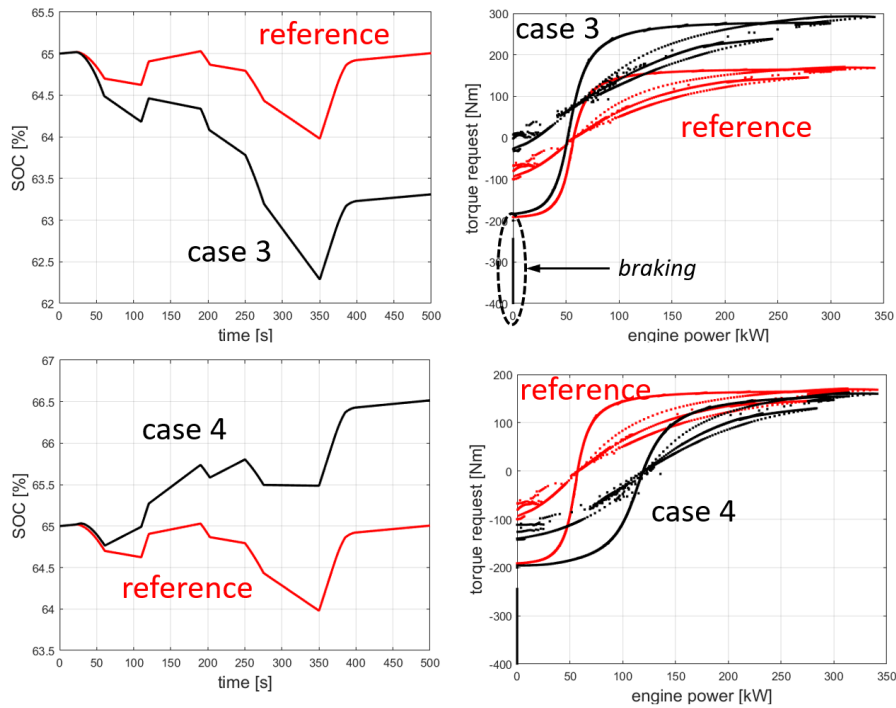 65.5
65
64.5
64
63.5
63
62.5
62
SOC [%]
0 50 100 150 200 250 300 350 400 450 500
time [s]
reference
case 3
300
200
100
0
-100
-200
-300
-400
torque request [Nm]
0 50 100 150 200 250 300 350
engine power [kW]
case 3
reference
braking
67
66.5
66
65.5
65
64.5
64
63.5
SOC [%]
0 50 100 150 200 250 300 350 400 450 500
time [s]
case 4
reference
200
100
0
-100
-200
-300
-400
torque request [Nm]
0 50 100 150 200 250 300 350
engine power [kW]
reference
case 4